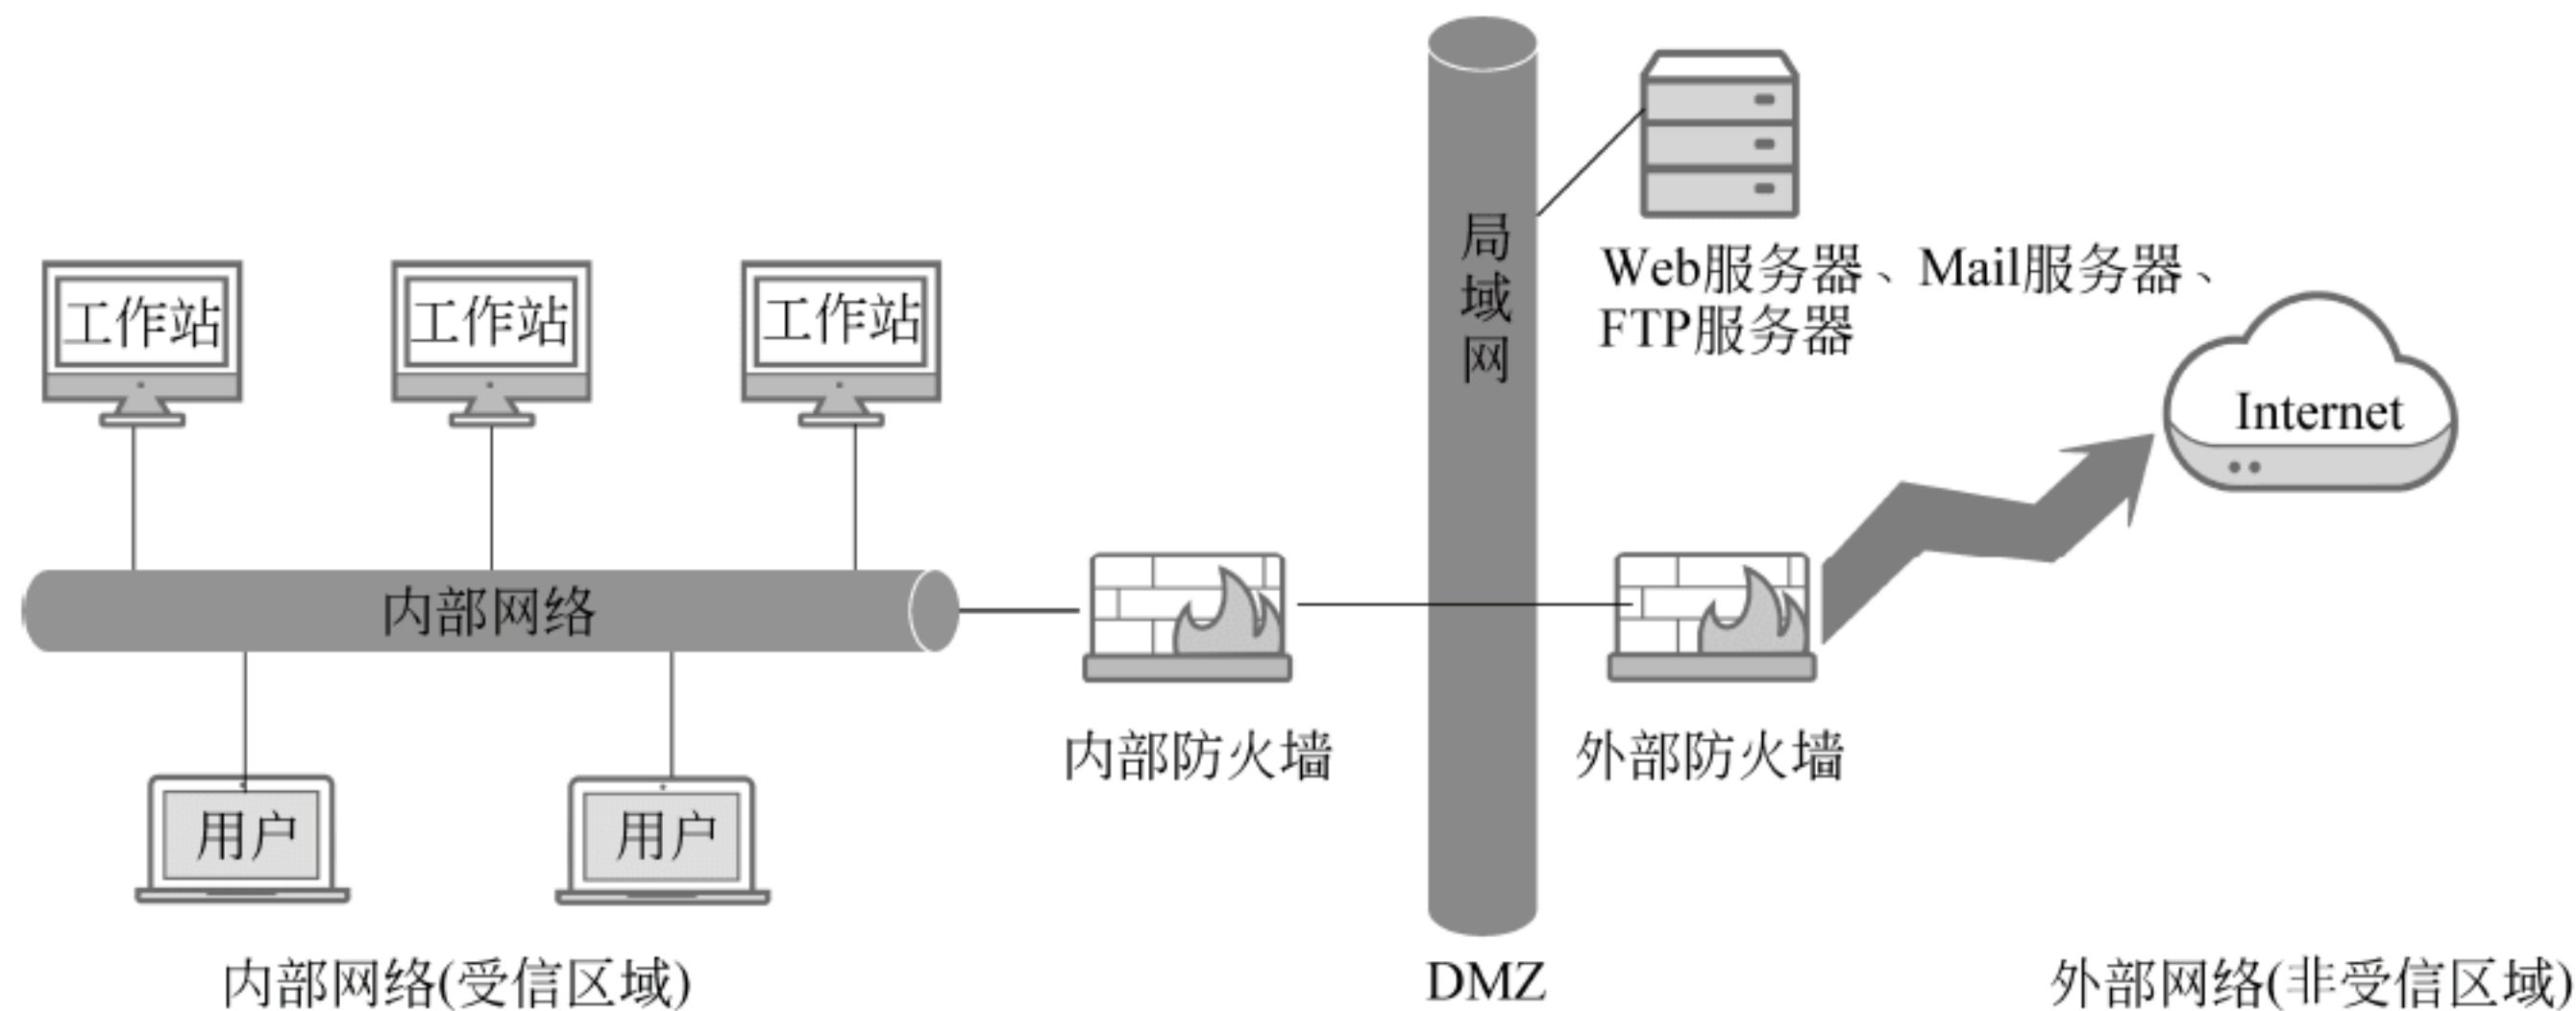 局域网
Web服务器、Mail服务器、
FTP服务器
工作站
工作站
工作站
Internet
内部网络
内部防火墙
外部防火墙
用户
用户
内部网络(受信区域)
DMZ
外部网络(非受信区域)